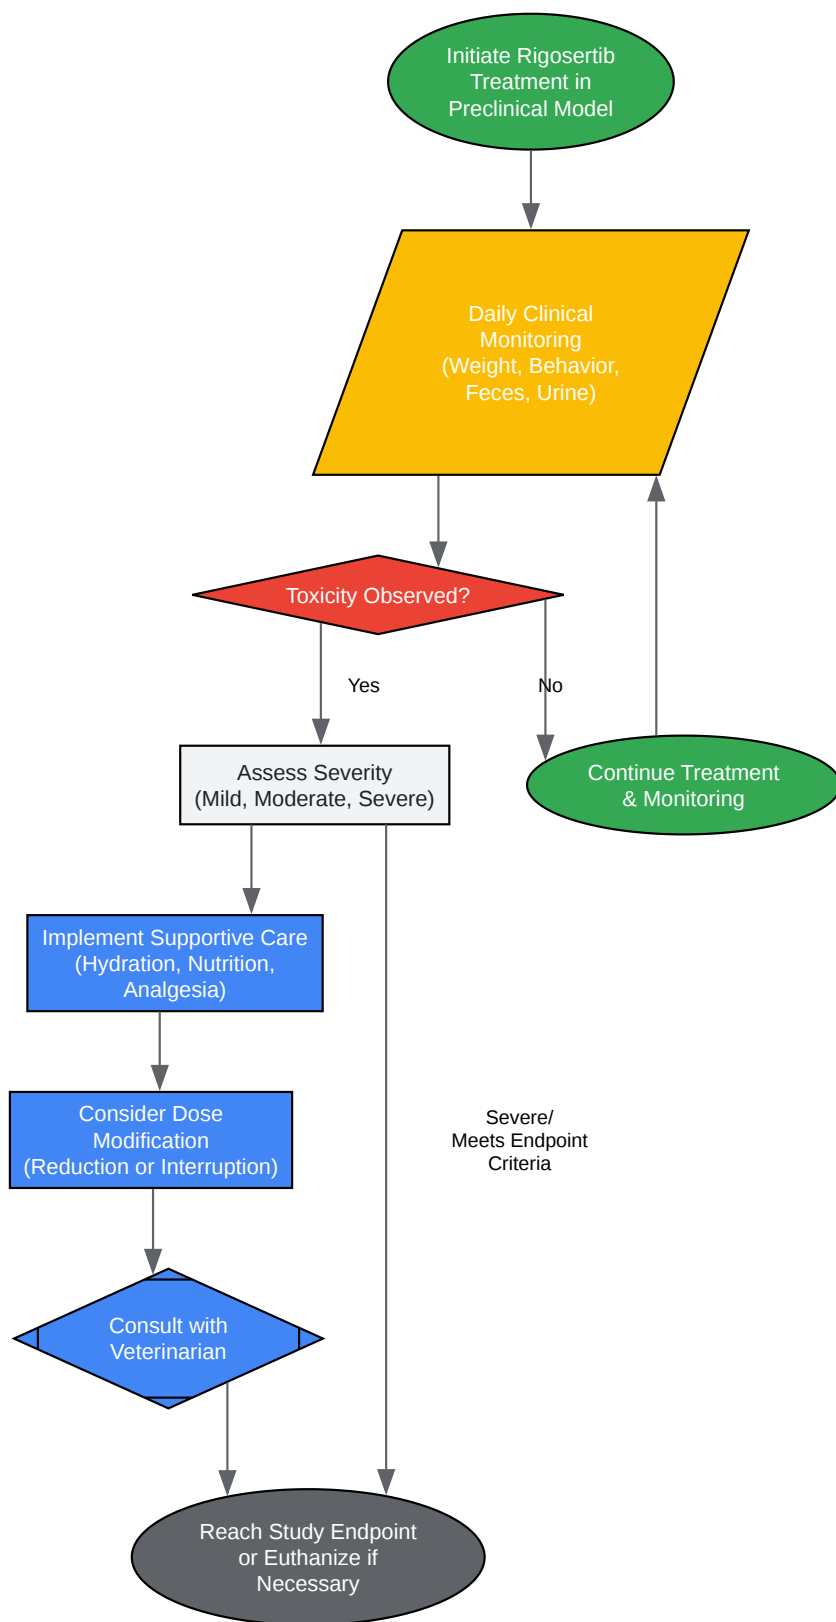 Initiate Rigosertib
Treatment in
Preclinical Model
Daily Clinical
Monitoring
(Weight, Behavior,
Feces, Urine)
Toxicity Observed?
Yes
No
Assess Severity
(Mild, Moderate, Severe)
Continue Treatment
& Monitoring
Implement Supportive Care
(Hydration, Nutrition,
Analgesia)
Consider Dose
Modification
(Reduction or Interruption)
Severe/
Meets Endpoint
Criteria
Consult with
Veterinarian
Reach Study Endpoint
or Euthanize if
Necessary